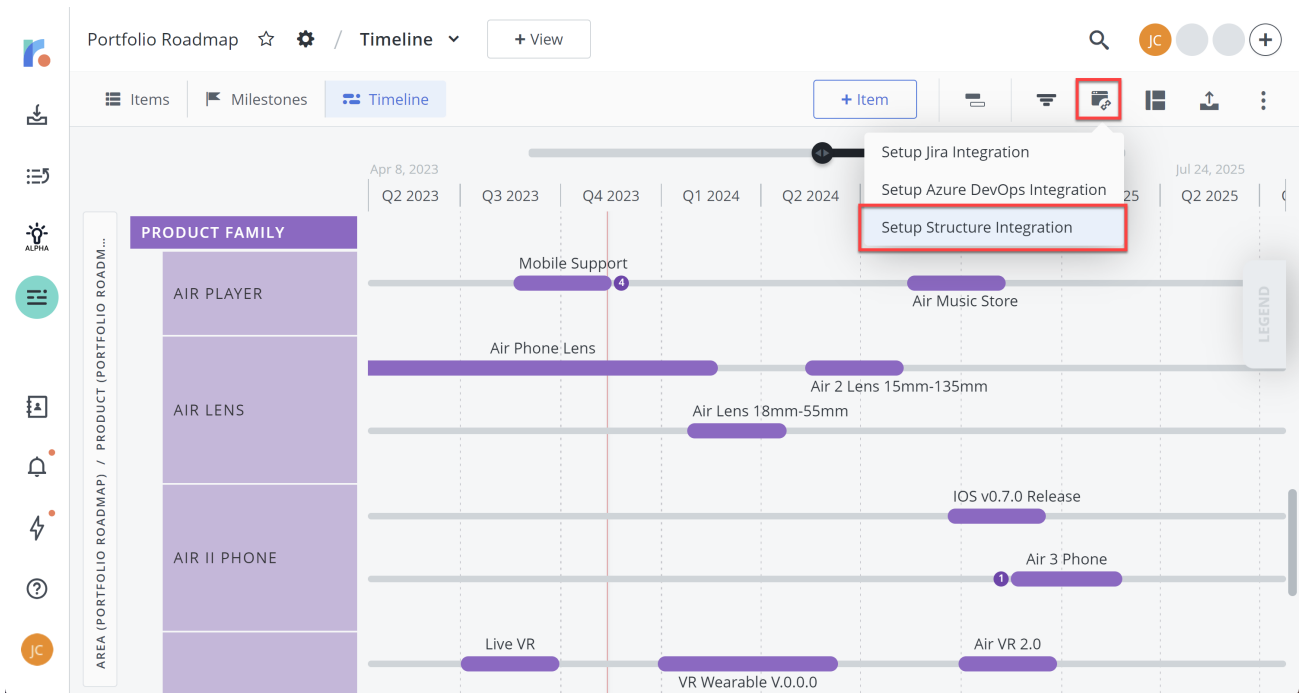 Portfolio Roadmap / Timeline + View
JC +
Items Milestones Timeline + Item
ALPHA
Setup Jira Integration
Setup Azure DevOps Integration
Setup Structure Integration
Apr 8, 2023 Jul 24, 2025
Q2 2023 Q3 2023 Q4 2023 Q1 2024 Q2 2024 25 Q2 2025
AREA (PORTFOLIO ROADMAP) / PRODUCT (PORTFOLIO ROADM...
PRODUCT FAMILY
AIR PLAYER
Mobile Support
4
Air Music Store
LEGEND
AIR LENS
Air Phone Lens
Air 2 Lens 15mm-135mm
Air Lens 18mm-55mm
AIR II PHONE
IOS v0.7.0 Release
Air 3 Phone
1
Live VR
Air VR 2.0
VR Wearable V.0.0.0
JC